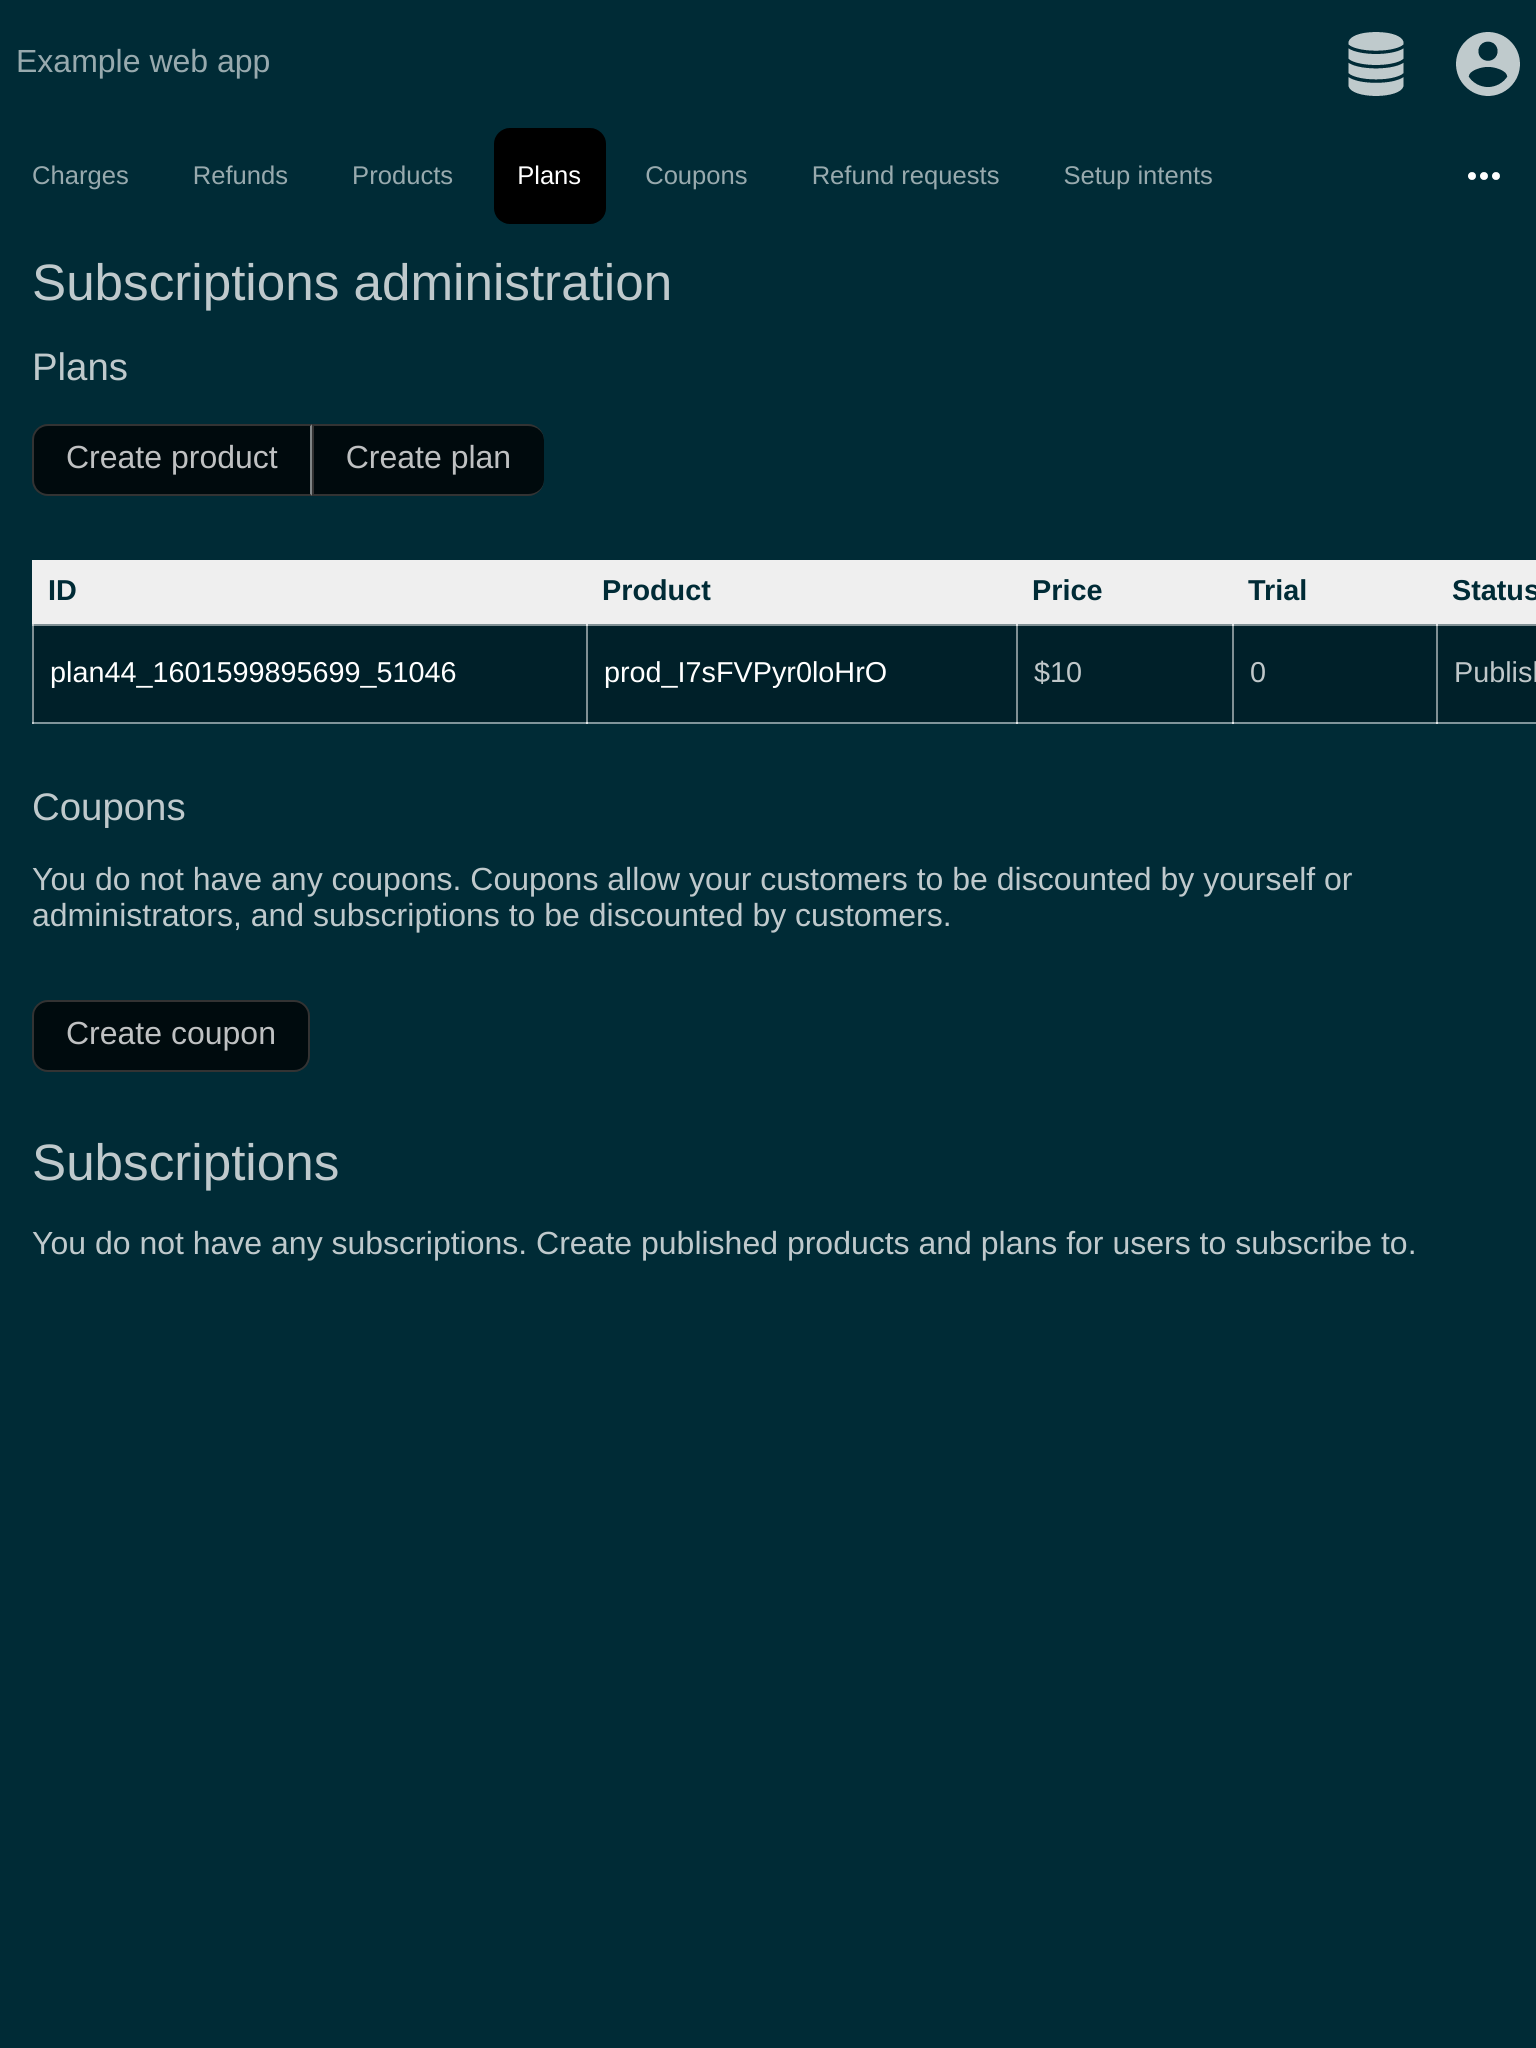 Example web app
Charges Refunds Products Plans Coupons Refund requests Setup intents
Subscriptions administration
Plans
Create product Create plan
ID Product Price Trial Status
plan44_1601599895699_51046 prod_I7sFVPyr0loHrO $10 0
Coupons
You do not have any coupons. Coupons allow your customers to be discounted by yourself or
administrators, and subscriptions to be discounted by customers.
Create coupon
Subscriptions
You do not have any subscriptions. Create published products and plans for users to subscribe to.